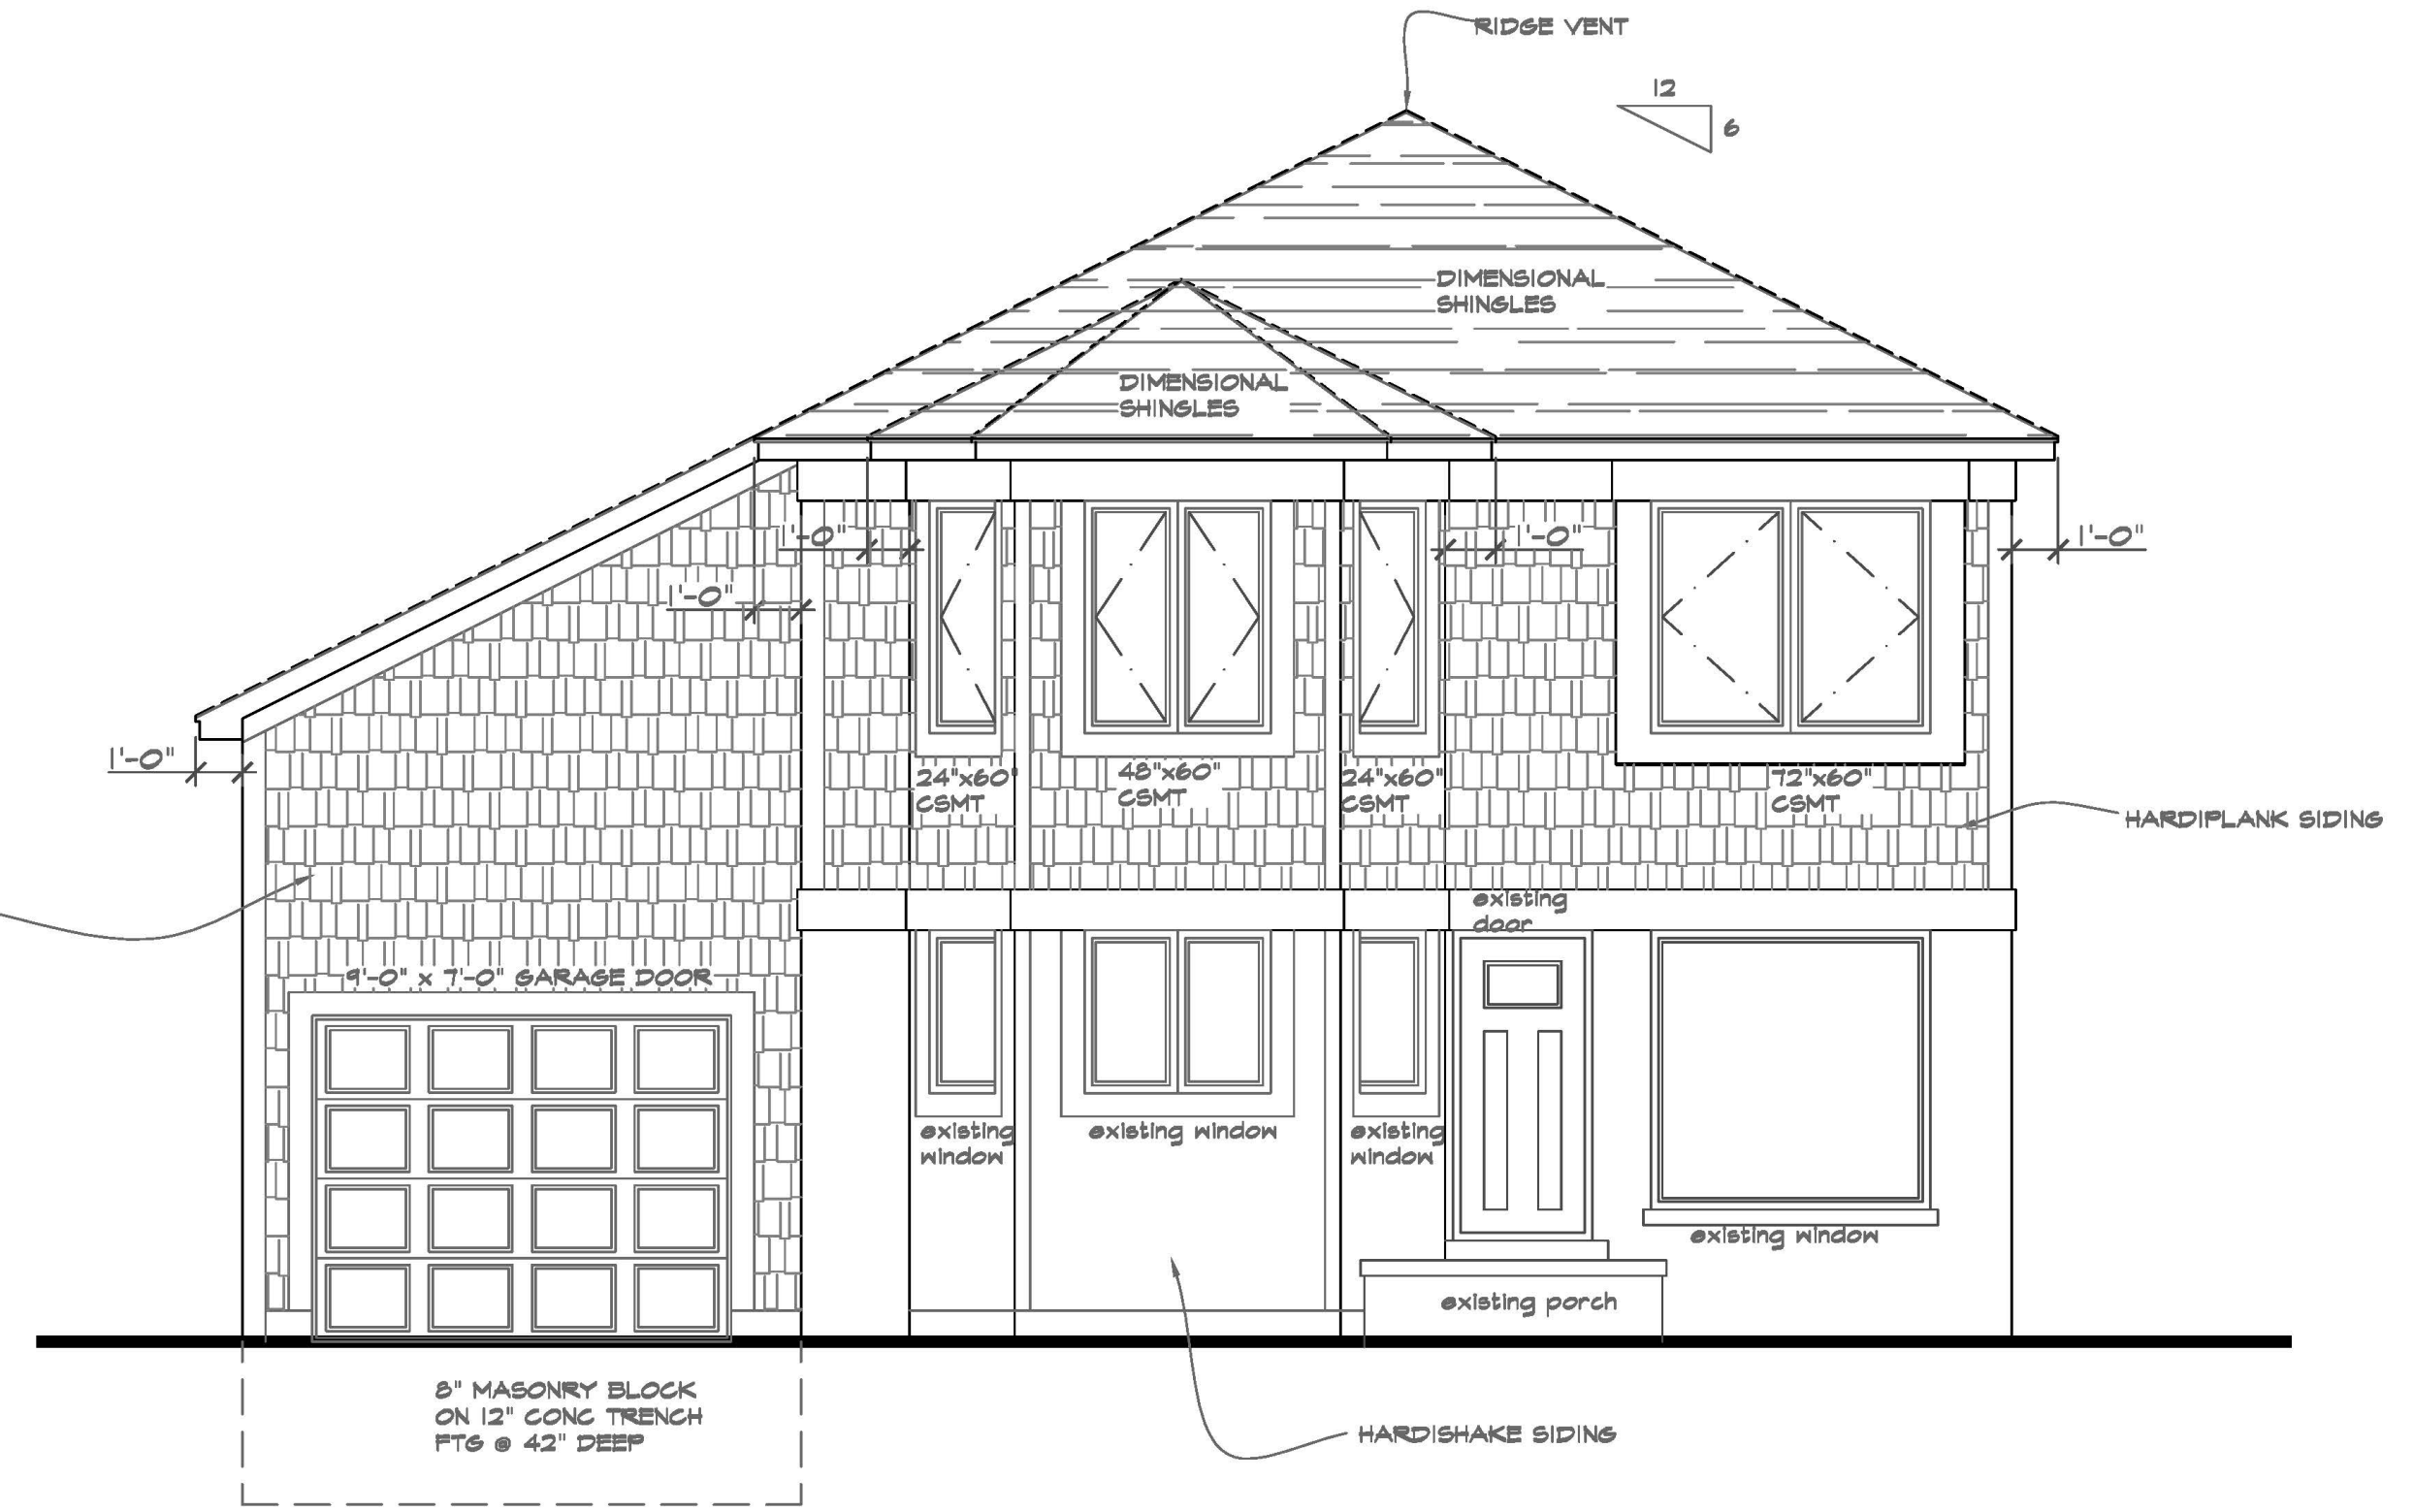 RIDGE VENT
12
6
DIMENSIONAL
SHINGLES
DIMENSIONAL
SHINGLES
1'-0"
1'-0"
1'-0"
1'-0"
1'-0"
24"x60"
CSMT
48"x60"
CSMT
24"x60"
CSMT
72"x60"
CSMT
HARDIPLANK SIDING
existing
door
9'-0" x 7'-0" GARAGE DOOR
existing
window
existing window
existing
window
existing window
existing porch
8" MASONRY BLOCK
ON 12" CONC TRENCH
FTG @ 42" DEEP
HARDISHAKE SIDING